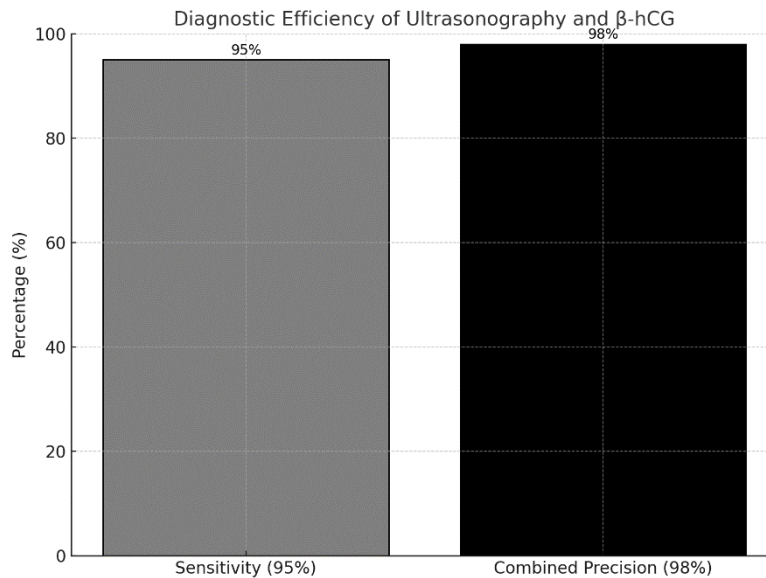 Diagnostic Efficiency of Ultrasonography and β-hCG
100
98%
95%
80
60
40
20
0
Percentage (%)
Sensitivity (95%)
Combined Precision (98%)